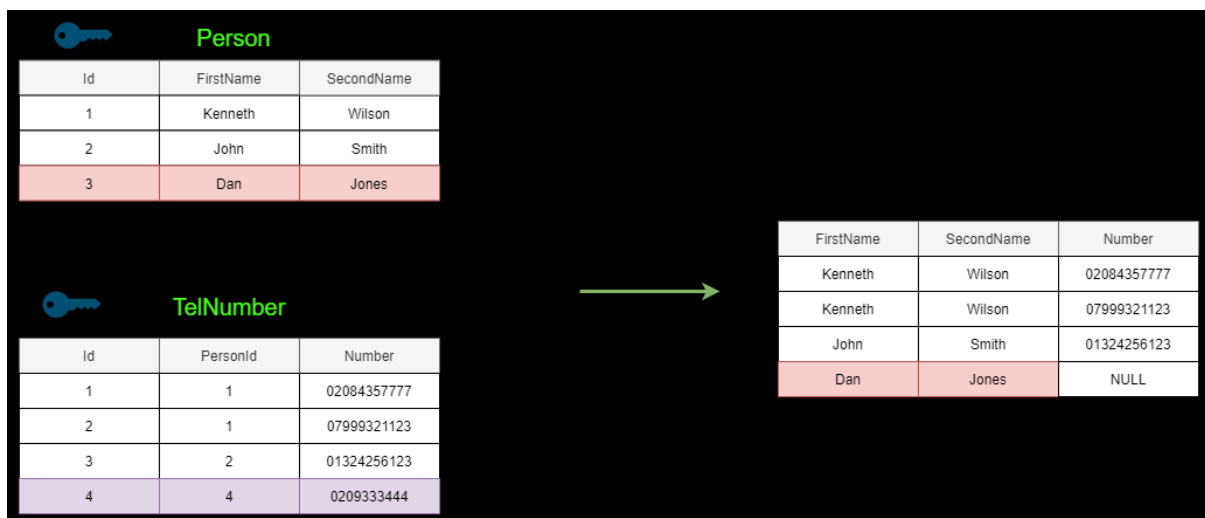 Person
Id FirstName SecondName
1 Kenneth Wilson
2 John Smith
3 Dan Jones
TelNumber
Id PersonId Number
1 1 02084357777
2 1 07999321123
3 2 01324256123
4 4 0209333444
FirstName SecondName Number
Kenneth Wilson 02084357777
Kenneth Wilson 07999321123
John Smith 01324256123
Dan Jones NULL